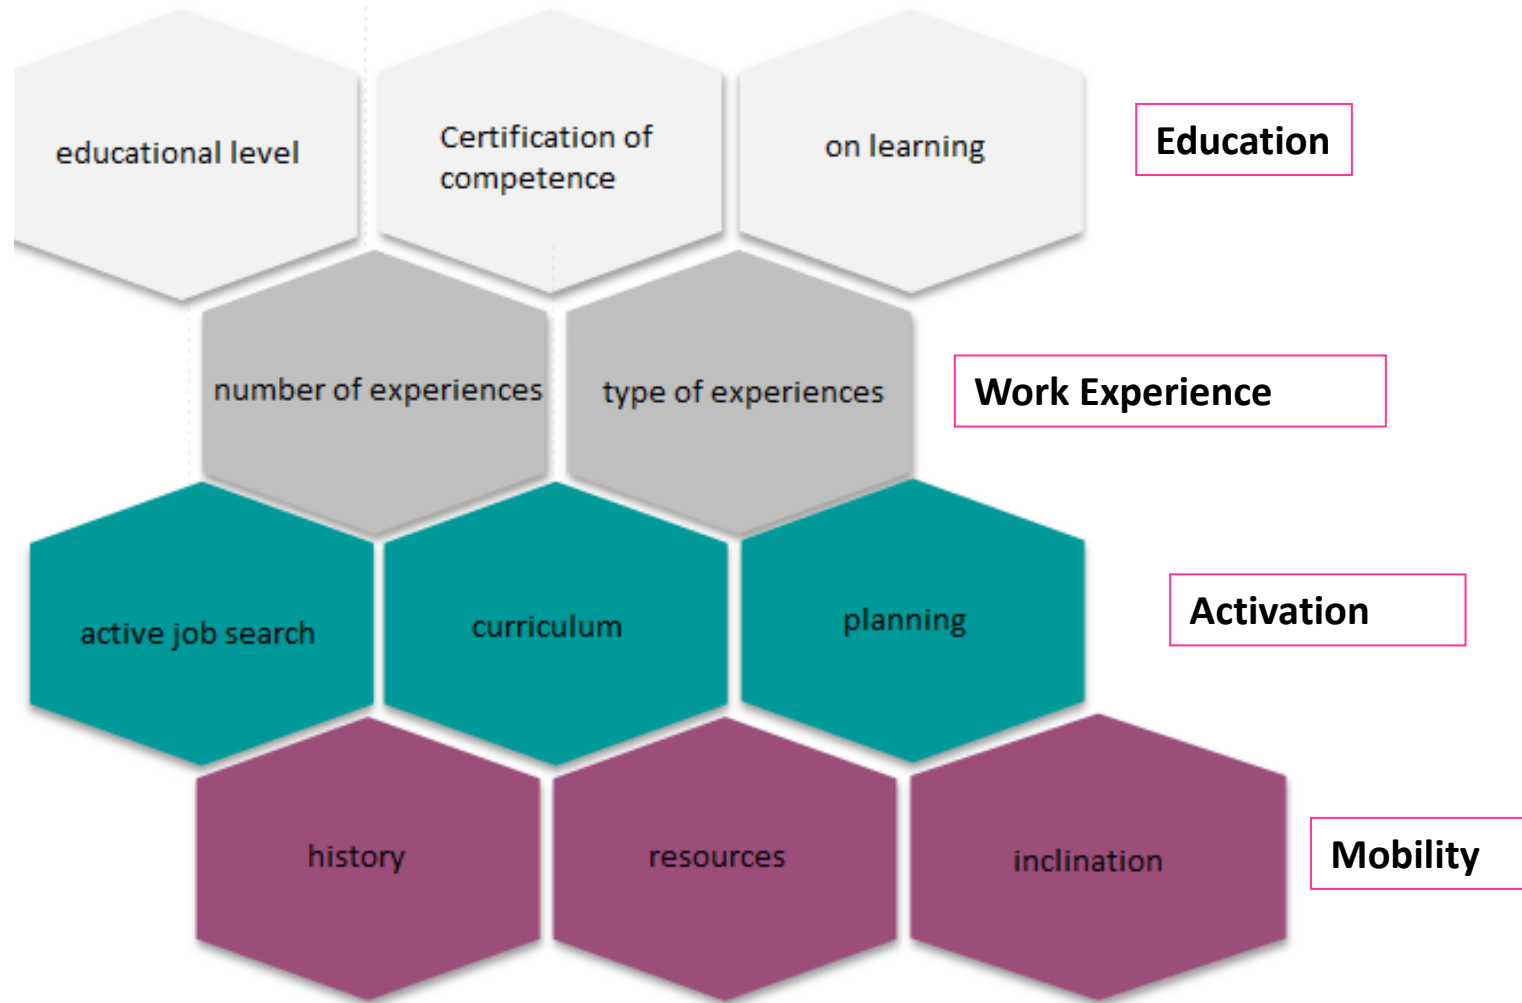 educational level
Certification of
competence
on learning
Education
number of experiences
type of experiences
Work Experience
active job search
curriculum
planning
Activation
history
resources
inclination
Mobility